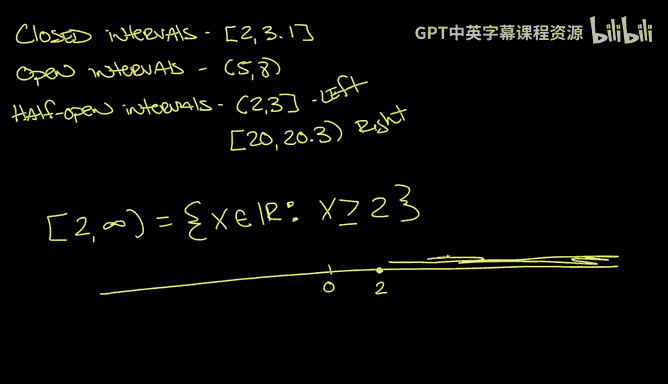 GPT中英字幕课程资源 bilibili
Closed intervals - [2, 3.1]
Open intervals - (5,8)
Half-open intervals - (2,3] - Left
[20, 20.3) Right
[2, ∞) = {x ∈ ℝ: x ≥ 2}
0 2